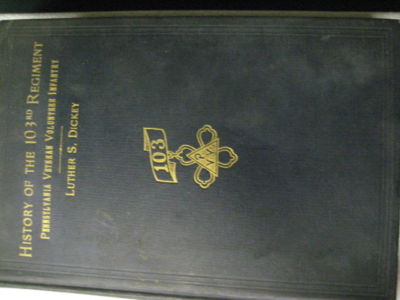 HISTORY OF THE 103RD REGIMENT
PENNSYLVANIA VETERAN VOLUNTEER INFANTRY
LUTHER S. DICKEY
103